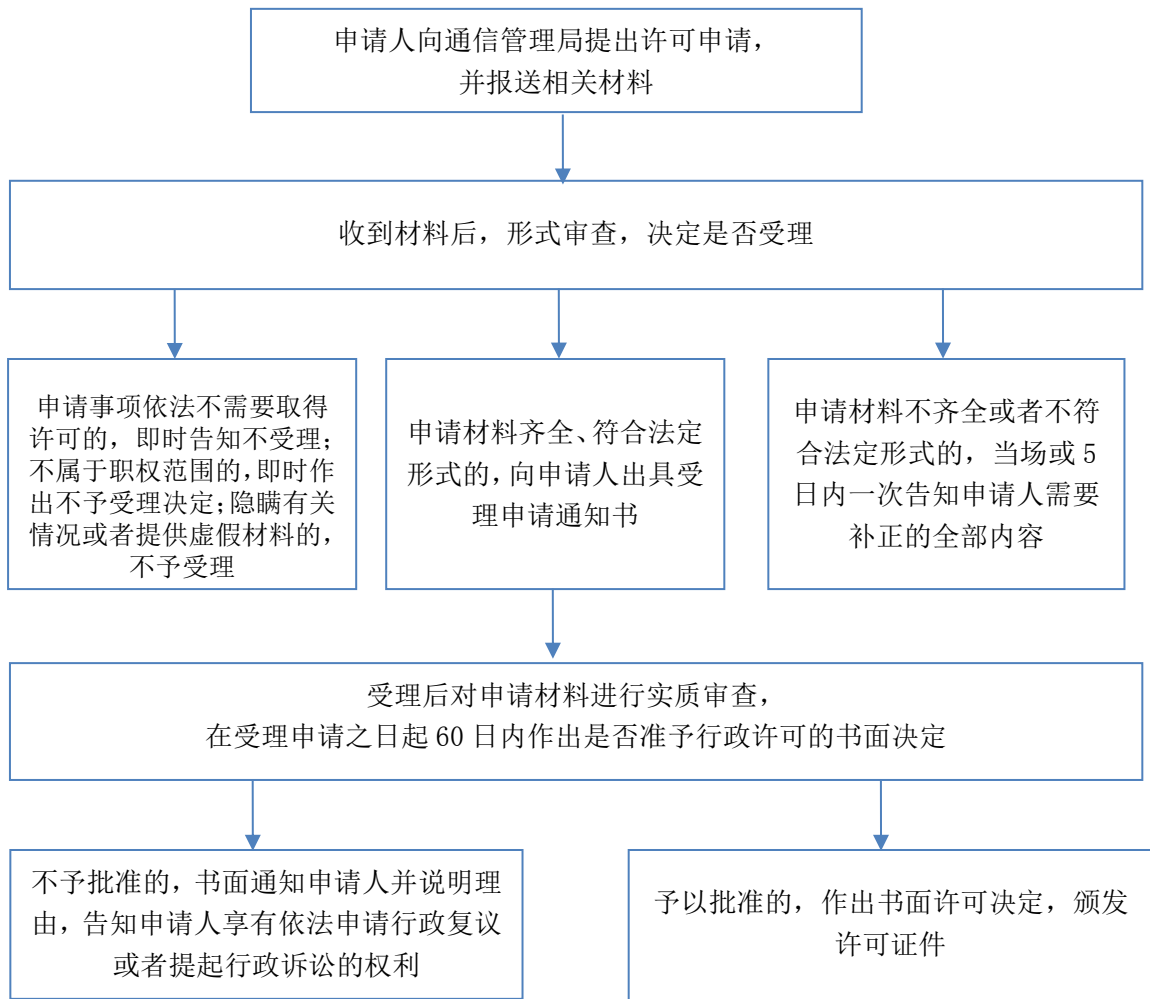 申请人向通信管理局提出许可申请，
并报送相关材料
收到材料后，形式审查，决定是否受理
申请事项依法不需要取得
许可的，即时告知不受理；
不属于职权范围的，即时作
出不予受理决定；隐瞒有关
情况或者提供虚假材料的，
不予受理
申请材料齐全、符合法定
形式的，向申请人出具受
理申请通知书
申请材料不齐全或者不符
合法定形式的，当场或 5
日内一次告知申请人需要
补正的全部内容
受理后对申请材料进行实质审查，
在受理申请之日起 60 日内作出是否准予行政许可的书面决定
不予批准的，书面通知申请人并说明理
由，告知申请人享有依法申请行政复议
或者提起行政诉讼的权利
予以批准的，作出书面许可决定，颁发
许可证件